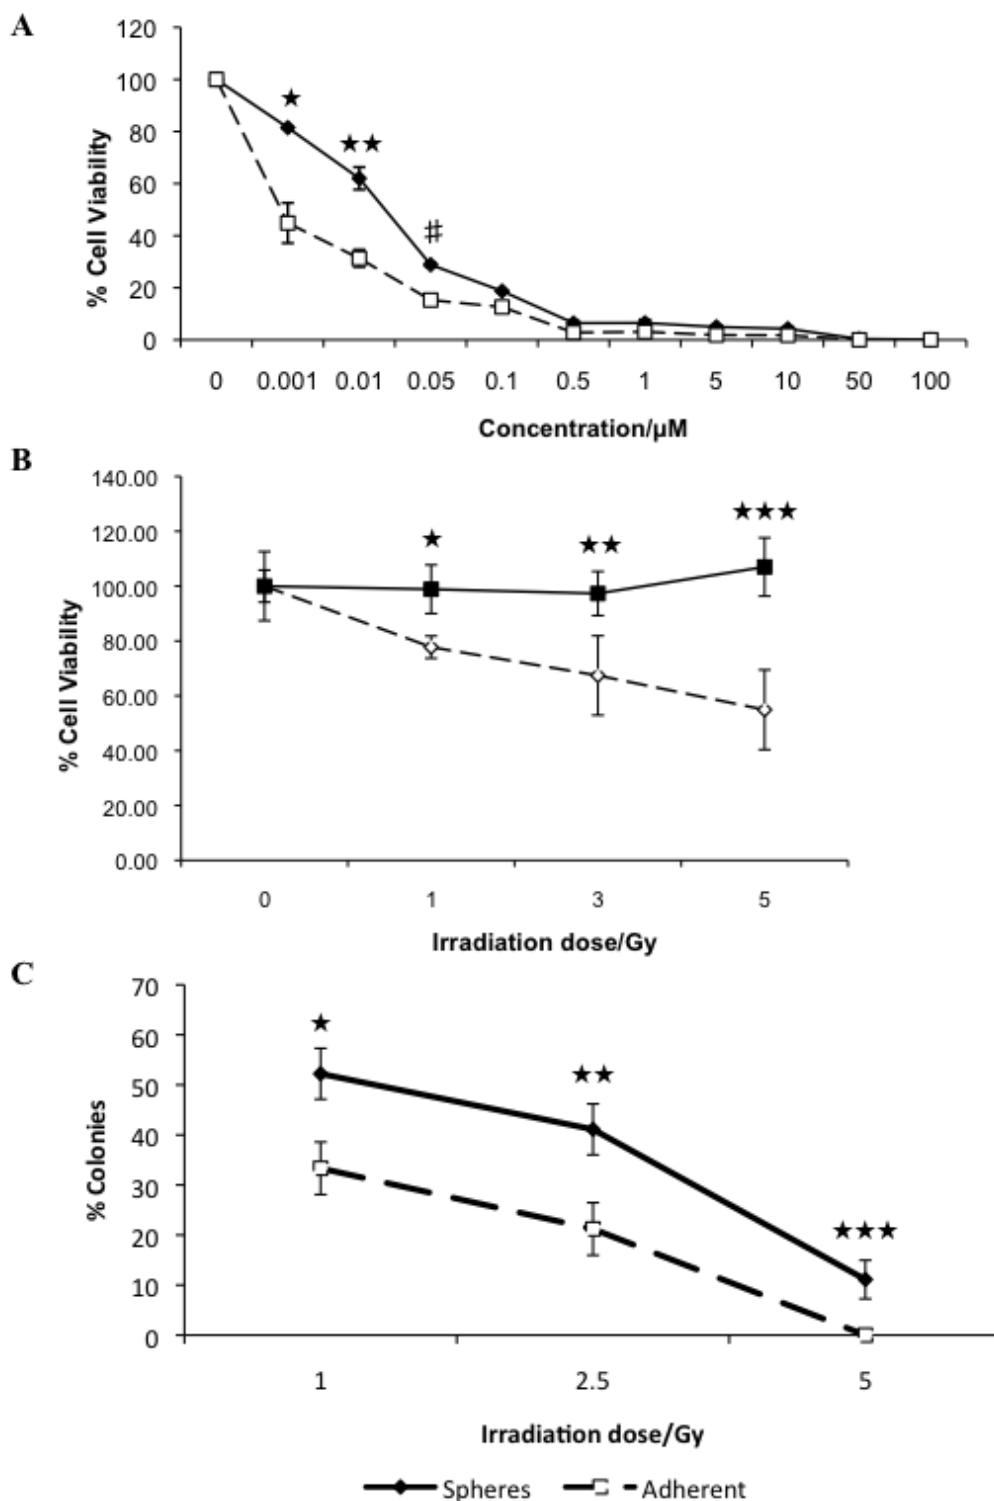 A
120
100
80
60
40
20
0
% Cell Viability
★
★★
#
0 0.001 0.01 0.05 0.1 0.5 1 5 10 50 100
Concentration/µM
B
140.00
120.00
100.00
80.00
60.00
40.00
20.00
0.00
% Cell Viability
★
★★
★★★
0 1 3 5
Irradiation dose/Gy
C
70
60
50
40
30
20
10
0
% Colonies
★
★★
★★★
1 2.5 5
Irradiation dose/Gy
Spheres Adherent